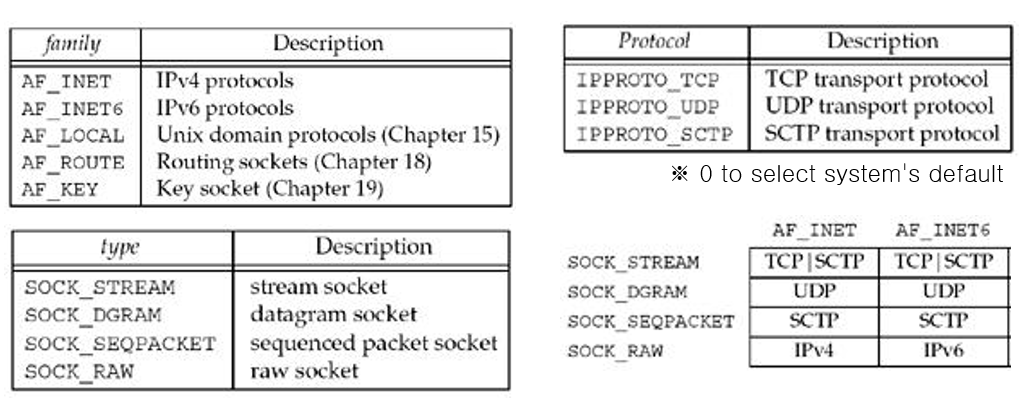 family Description
AF_INET IPv4 protocols
AF_INET6 IPv6 protocols
AF_LOCAL Unix domain protocols (Chapter 15)
AF_ROUTE Routing sockets (Chapter 18)
AF_KEY Key socket (Chapter 19)
Protocol Description
IPPROTO_TCP TCP transport protocol
IPPROTO_UDP UDP transport protocol
IPPROTO_SCTP SCTP transport protocol
※ 0 to select system's default
type Description
SOCK_STREAM stream socket
SOCK_DGRAM datagram socket
SOCK_SEQPACKET sequenced packet socket
SOCK_RAW raw socket
AF_INET AF_INET6
SOCK_STREAM TCP|SCTP TCP|SCTP
SOCK_DGRAM UDP UDP
SOCK_SEQPACKET SCTP SCTP
SOCK_RAW IPv4 IPv6